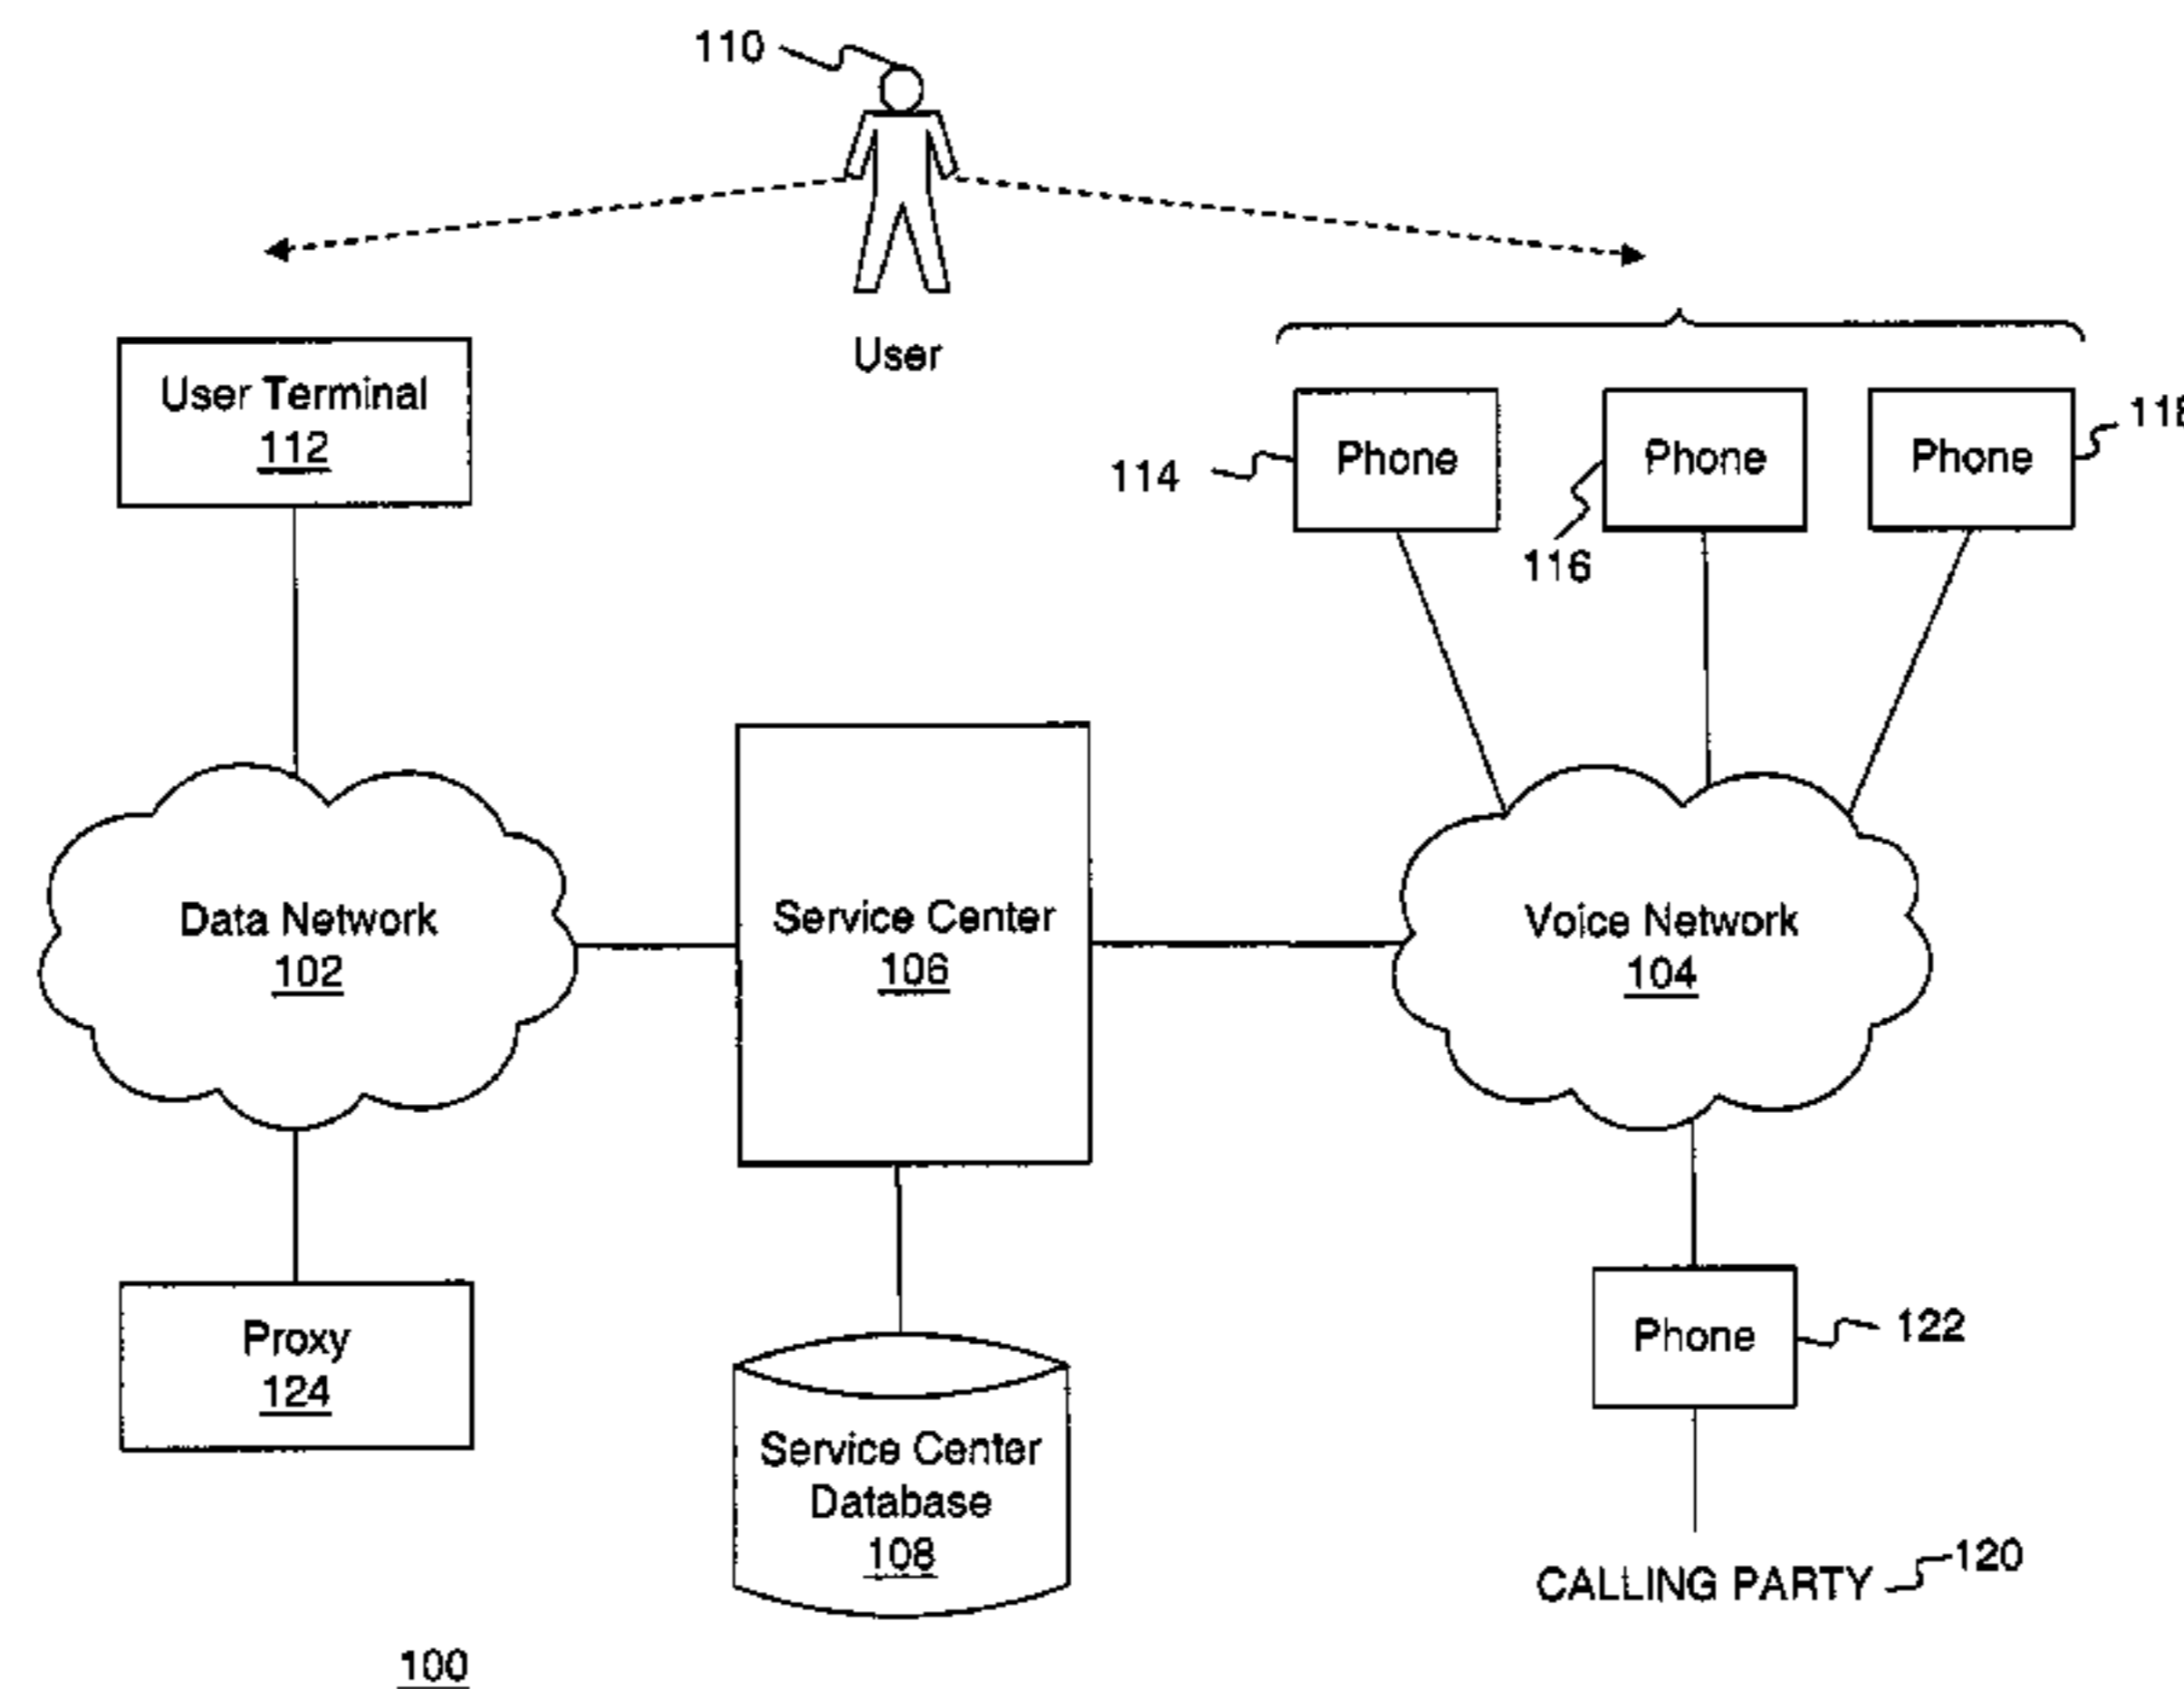 110
User
User Terminal
112
Phone
114
Phone
116
Phone
118
Data Network
102
Service Center
106
Voice Network
104
Proxy
124
Service Center
Database
108
Phone
122
CALLING PARTY
120
100